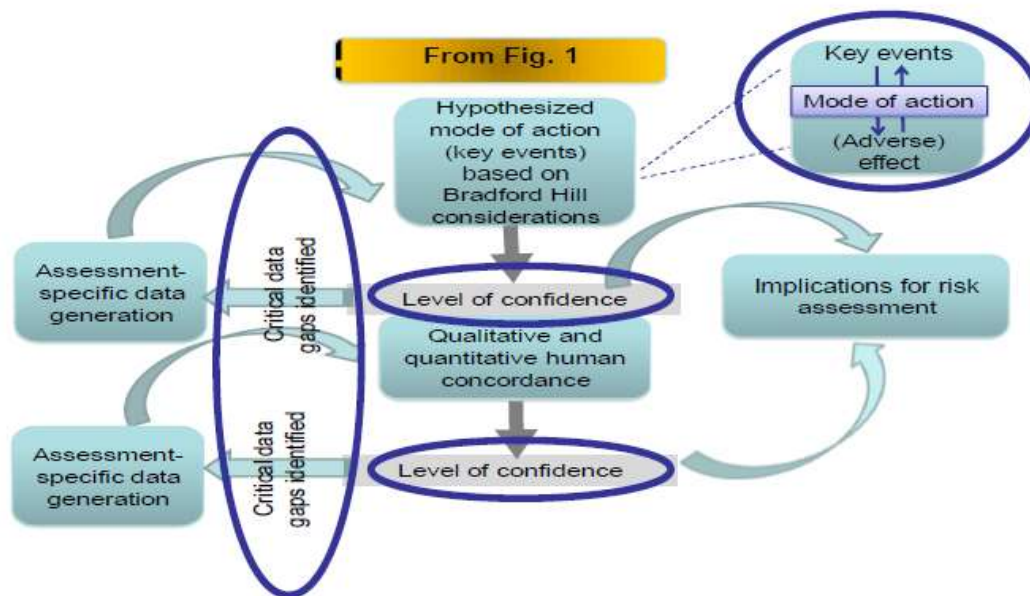 From Fig. 1
Key events
Mode of action
(Adverse)
effect
Hypothesized
mode of action
(key events)
based on
Bradford Hill
considerations
Assessment-
specific data
generation
Critical data
gaps identified
Level of confidence
Implications for risk
assessment
Qualitative and
quantitative human
concordance
Assessment-
specific data
generation
Critical data
gaps identified
Level of confidence